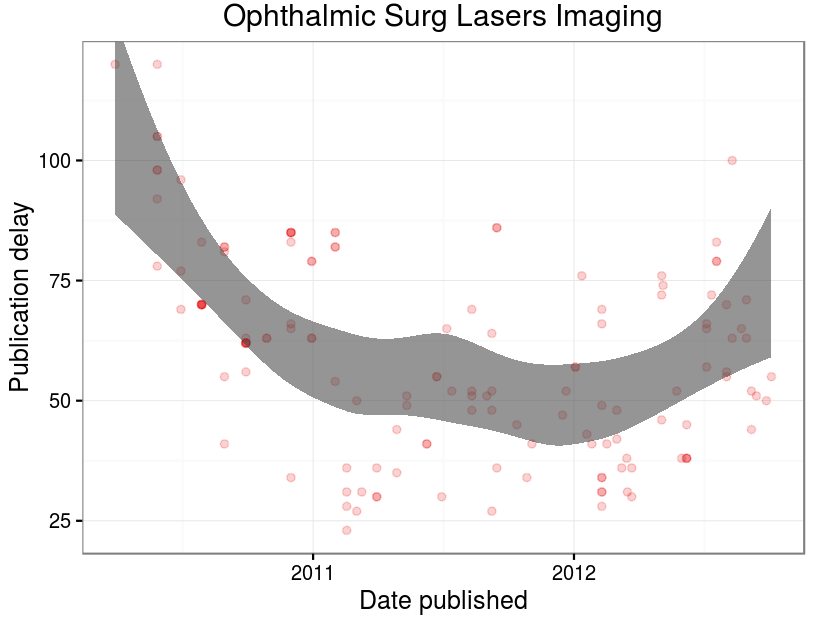 Ophthalmic Surg Lasers Imaging
Publication delay
100
75
50
25
2011
2012
Date published